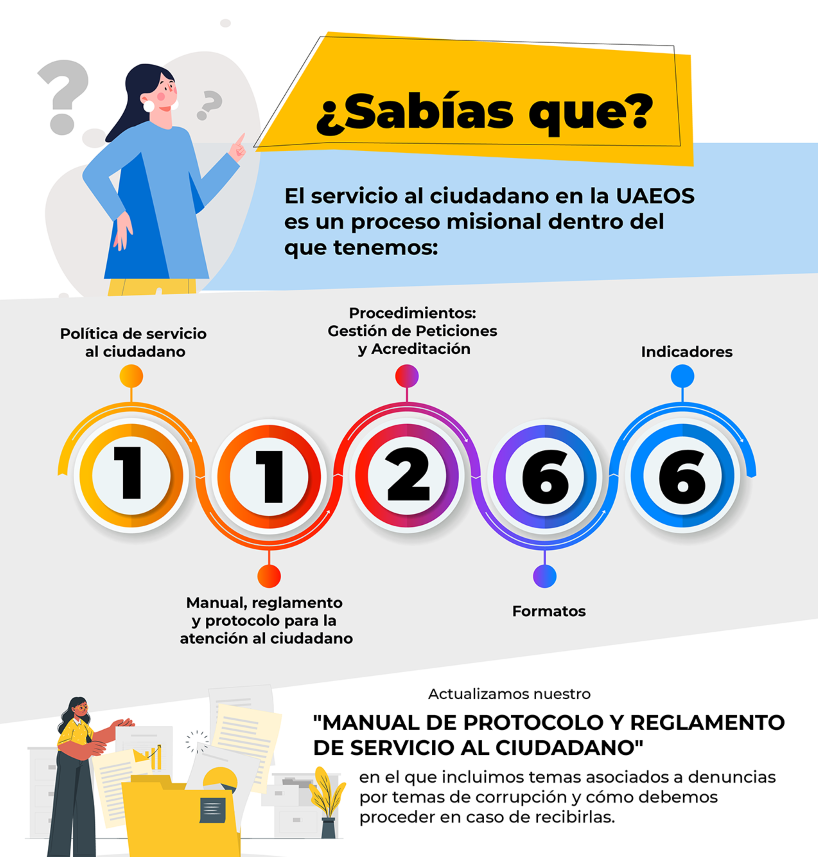 ?
?
¿Sabías que?
El servicio al ciudadano en la UAEOS
es un proceso misional dentro del
que tenemos:
Política de servicio
al ciudadano
Procedimientos:
Gestión de Peticiones
y Acreditación
Indicadores
1
1
2
6
6
Manual, reglamento
y protocolo para la
atención al ciudadano
Formatos
Actualizamos nuestro
"MANUAL DE PROTOCOLO Y REGLAMENTO
DE SERVICIO AL CIUDADANO"
en el que incluimos temas asociados a denuncias
por temas de corrupción y cómo debemos
proceder en caso de recibirlas.